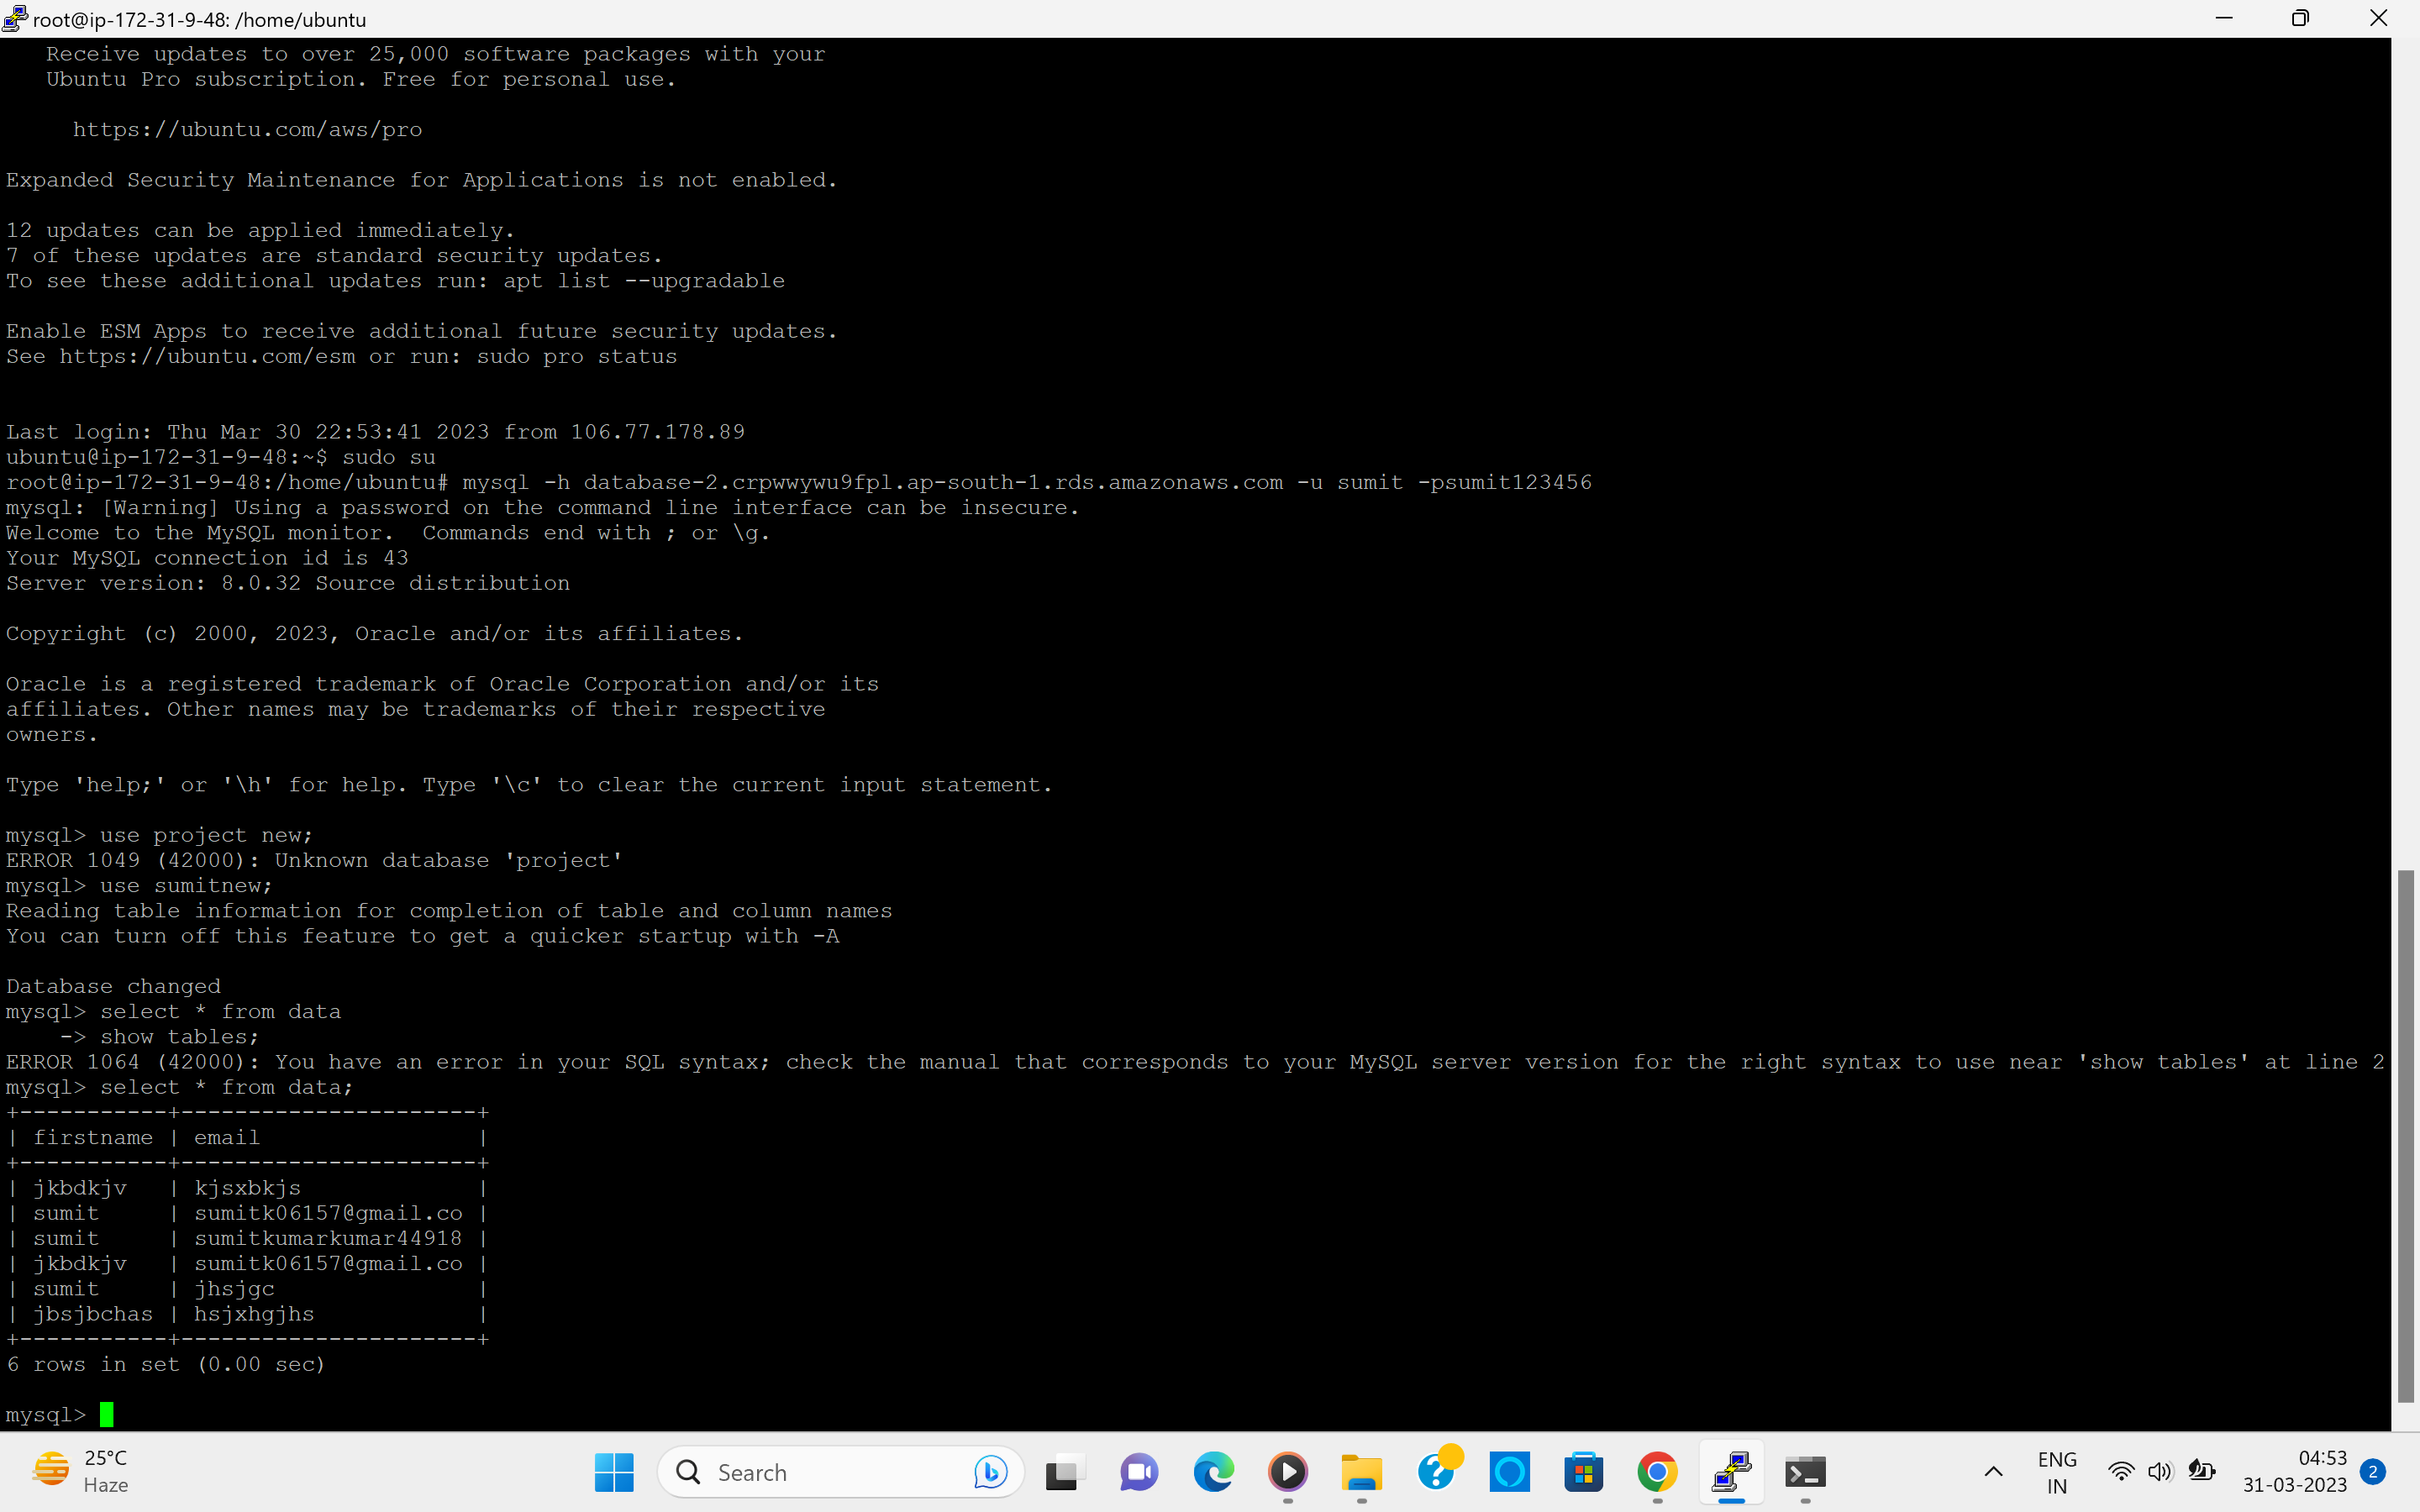 root@ip-172-31-9-48: /home/ubuntu
Receive updates to over 25,000 software packages with your
Ubuntu Pro subscription. Free for personal use.
https://ubuntu.com/aws/pro
Expanded Security Maintenance for Applications is not enabled.
12 updates can be applied immediately.
7 of these updates are standard security updates.
To see these additional updates run: apt list --upgradable
Enable ESM Apps to receive additional future security updates.
See https://ubuntu.com/esm or run: sudo pro status
Last login: Thu Mar 30 22:53:41 2023 from 106.77.178.89
ubuntu@ip-172-31-9-48:~$ sudo su
root@ip-172-31-9-48:/home/ubuntu# mysql -h database-2.crpwwywu9fpl.ap-south-1.rds.amazonaws.com -u sumit -psumit123456
mysql: [Warning] Using a password on the command line interface can be insecure.
Welcome to the MySQL monitor.  Commands end with ; or \g.
Your MySQL connection id is 43
Server version: 8.0.32 Source distribution
Copyright (c) 2000, 2023, Oracle and/or its affiliates.
Oracle is a registered trademark of Oracle Corporation and/or its
affiliates. Other names may be trademarks of their respective
owners.
Type 'help;' or '\h' for help. Type '\c' to clear the current input statement.
mysql> use project new;
ERROR 1049 (42000): Unknown database 'project'
mysql> use sumitnew;
Reading table information for completion of table and column names
You can turn off this feature to get a quicker startup with -A
Database changed
mysql> select * from data
    -> show tables;
ERROR 1064 (42000): You have an error in your SQL syntax; check the manual that corresponds to your MySQL server version for the right syntax to use near 'show tables' at line 2
mysql> select * from data;
+-----------+----------------------+
| firstname | email                |
+-----------+----------------------+
| jkbdkjv   | kjsxbkjs             |
| sumit     | sumitk06157@gmail.co |
| sumit     | sumitkumarkumar44918 |
| jkbdkjv   | sumitk06157@gmail.co |
| sumit     | jhsjgc               |
| jbsjbchas | hsjxhgjhs            |
+-----------+----------------------+
6 rows in set (0.00 sec)
mysql>
25°C
Haze
Search
ENG
IN
04:53
31-03-2023
2